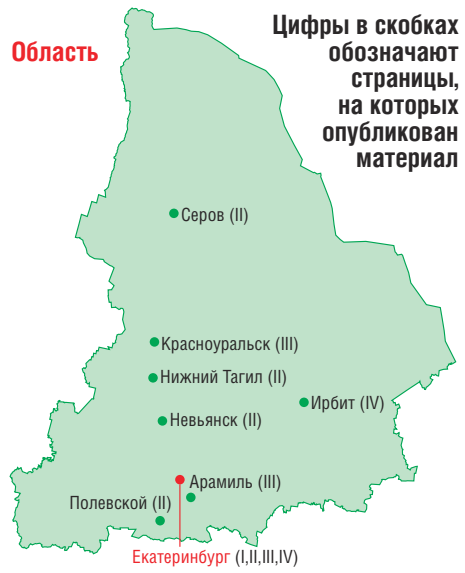 Область
Цифры в скобках
обозначают
страницы,
на которых
опубликован
материал
Серов (II)
Красноуральск (III)
Нижний Тагил (II)
Ирбит (IV)
Невьянск (II)
Арамиль (III)
Полевской (II)
Екатеринбург (I,II,III,IV)